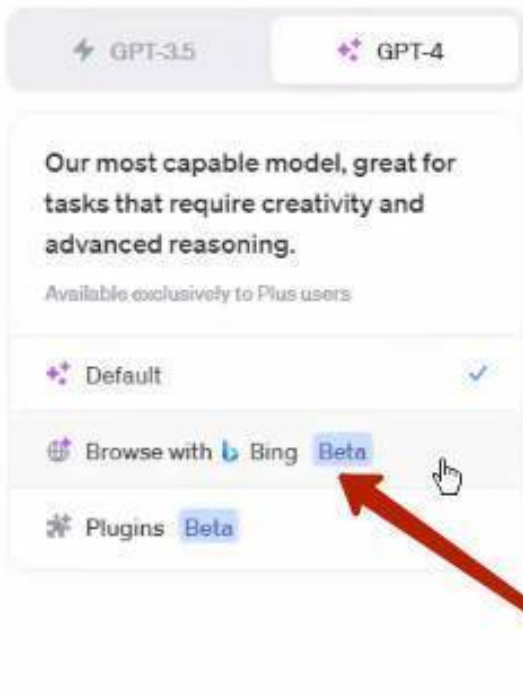 GPT-3.5
GPT-4
Our most capable model, great for
tasks that require creativity and
advanced reasoning.
Available exclusively to Plus users
Default
Browse with Bing Beta
Plugins Beta